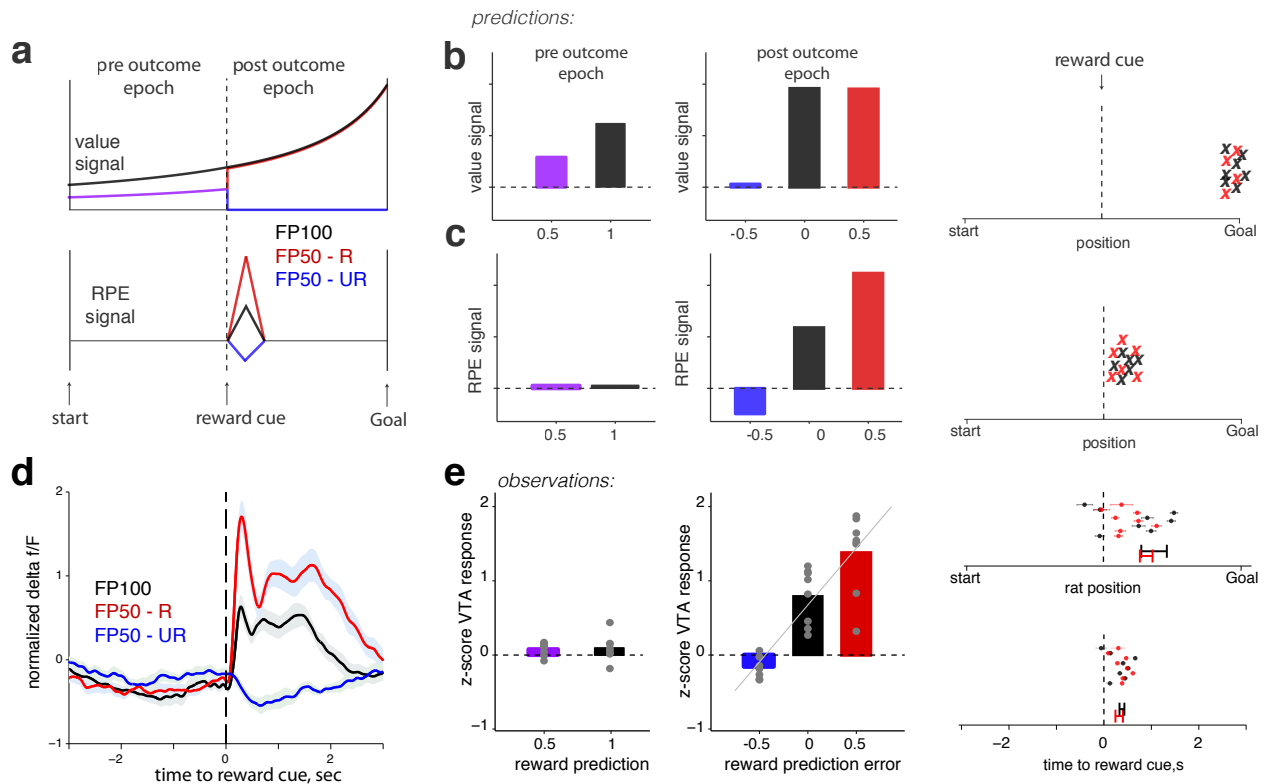 predictions:
a
pre outcome
epoch
post outcome
epoch
value
signal
FP100
FP50 - R
FP50 - UR
RPE
signal
start
reward cue
Goal
b
pre outcome
epoch
value signal
0.5
1
post outcome
epoch
value signal
-0.5
0
0.5
reward cue
start
position
Goal
c
RPE signal
0.5
1
RPE signal
-0.5
0
0.5
start
position
Goal
d
normalized delta f/F
2
1
0
−1
FP100
FP50 - R
FP50 - UR
−2
0
2
time to reward cue, sec
e
observations:
z-score VTA response
2
1
0
−1
0.5
1
reward prediction
z-score VTA response
2
1
0
−1
-0.5
0
0.5
reward prediction error
start
rat position
Goal
−2
0
2
time to reward cue,s